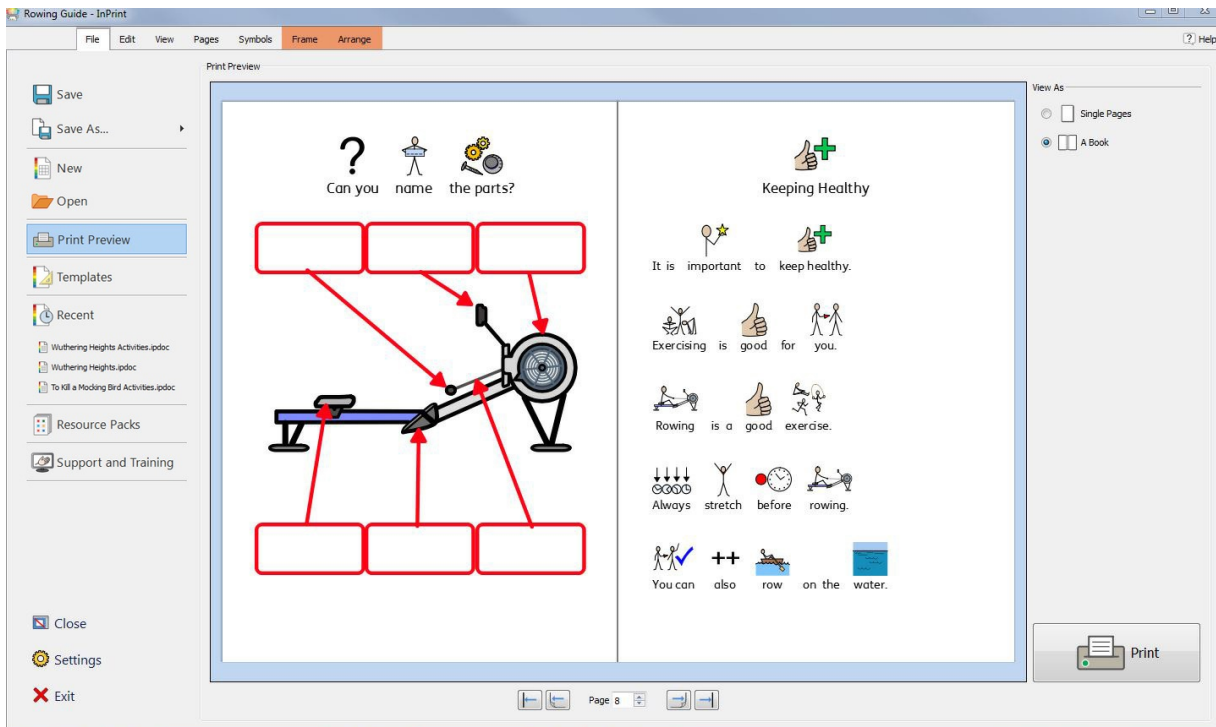 Rowing Guide - InPrint
File Edit View Pages Symbols Frame Arrange
? Help
Save
Save As...
New
Open
Print Preview
Templates
Recent
Wuthering Heights Activities.ipdoc
Wuthering Heights.ipdoc
To Kill a Mocking Bird Activities.ipdoc
Resource Packs
Support and Training
Close
Settings
Exit
Print Preview
?
Can you name the parts?
Keeping Healthy
It is important to keep healthy.
Exercising is good for you.
Rowing is a good exercise.
Always stretch before rowing.
++
You can also row on the water.
Page 8
View As
Single Pages
A Book
Print